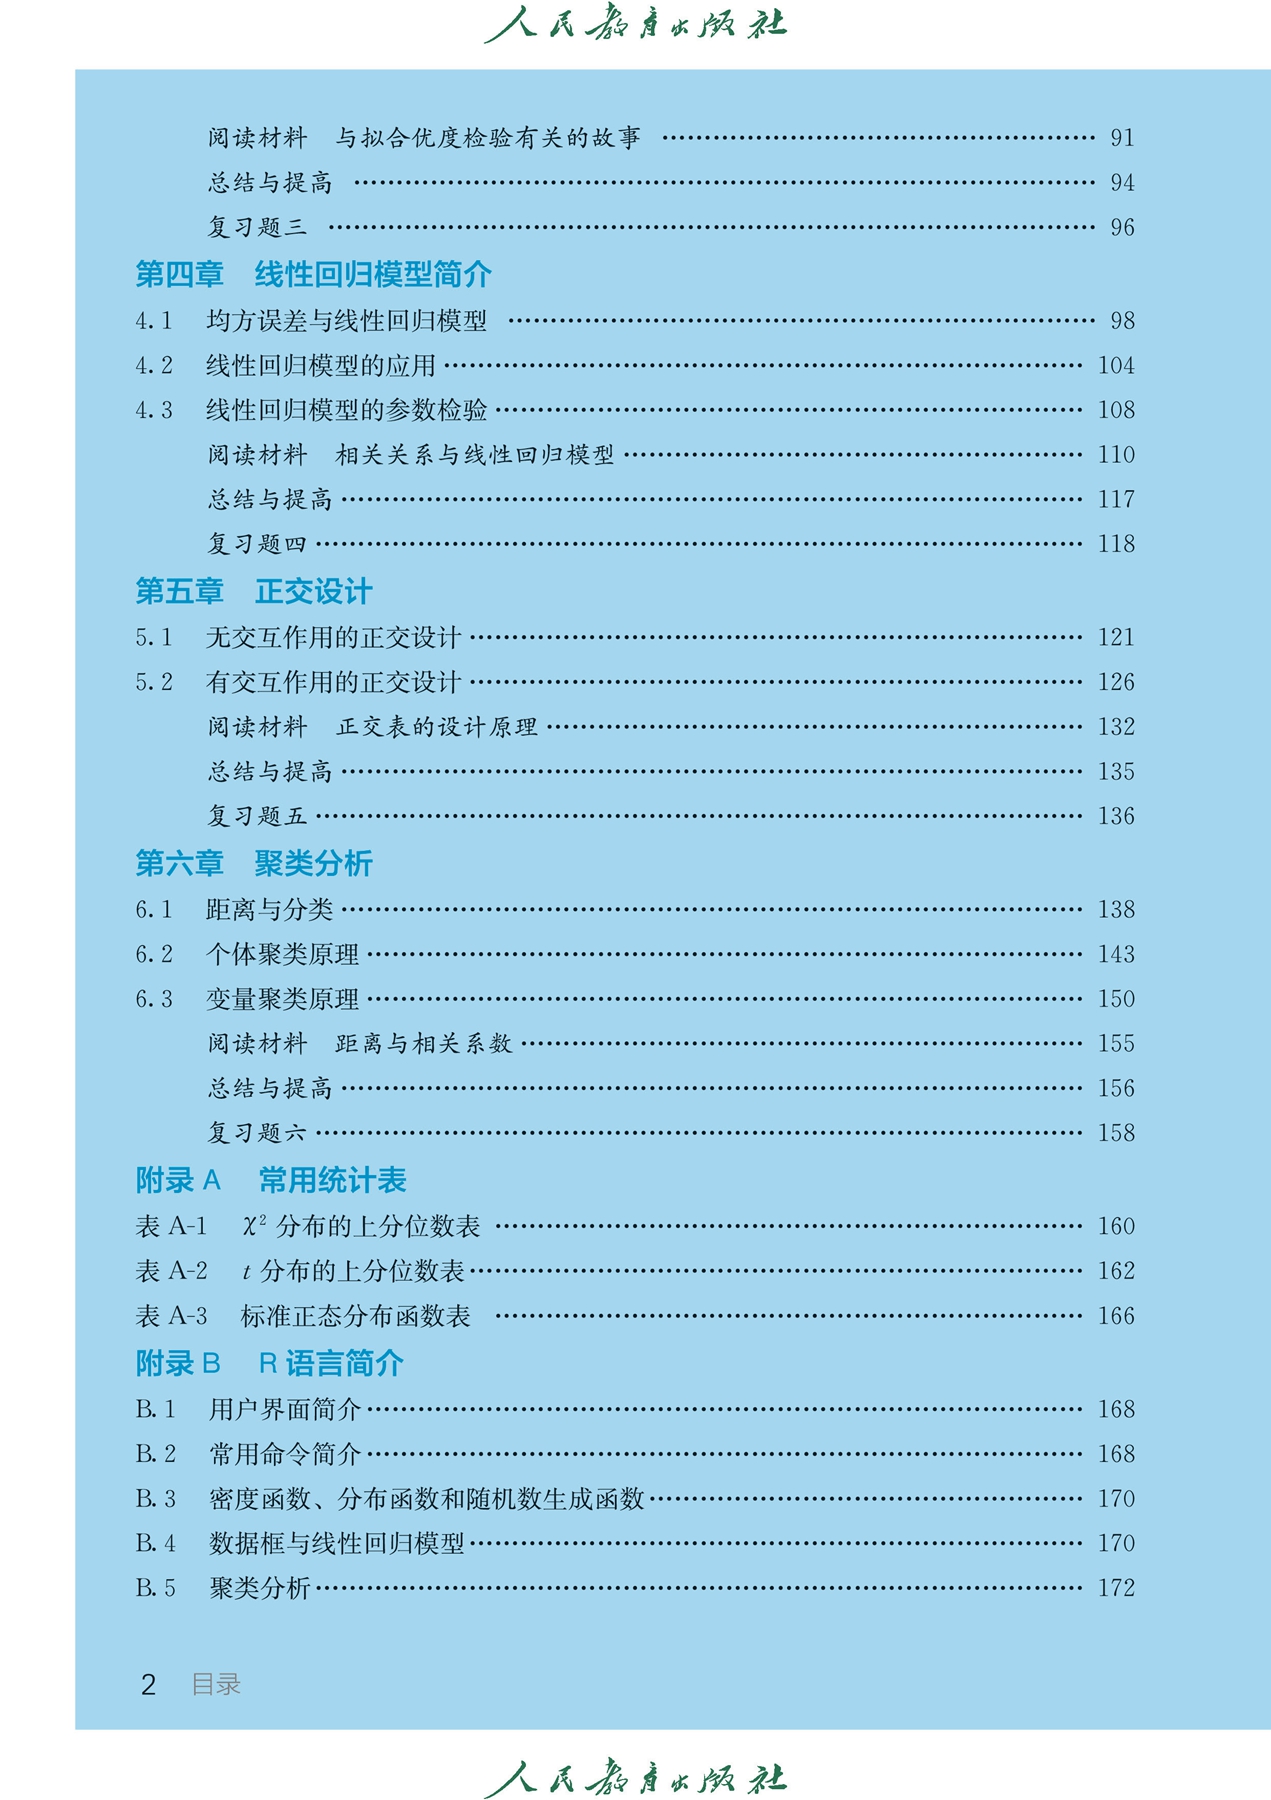 人民教育出版社
阅读材料 与拟合优度检验有关的故事 …… 91
总结与提高 …… 94
复习题三 …… 96
第四章 线性回归模型简介
4.1 均方误差与线性回归模型 …… 98
4.2 线性回归模型的应用 …… 104
4.3 线性回归模型的参数检验 …… 108
阅读材料 相关关系与线性回归模型 …… 110
总结与提高 …… 117
复习题四 …… 118
第五章 正交设计
5.1 无交互作用的正交设计 …… 121
5.2 有交互作用的正交设计 …… 126
阅读材料 正交表的设计原理 …… 132
总结与提高 …… 135
复习题五 …… 136
第六章 聚类分析
6.1 距离与分类 …… 138
6.2 个体聚类原理 …… 143
6.3 变量聚类原理 …… 150
阅读材料 距离与相关系数 …… 155
总结与提高 …… 156
复习题六 …… 158
附录 A 常用统计表
表 A-1 χ² 分布的上分位数表 …… 160
表 A-2 t 分布的上分位数表 …… 162
表 A-3 标准正态分布函数表 …… 166
附录 B R 语言简介
B.1 用户界面简介 …… 168
B.2 常用命令简介 …… 168
B.3 密度函数、分布函数和随机数生成函数 …… 170
B.4 数据框与线性回归模型 …… 170
B.5 聚类分析 …… 172
2 目录
人民教育出版社